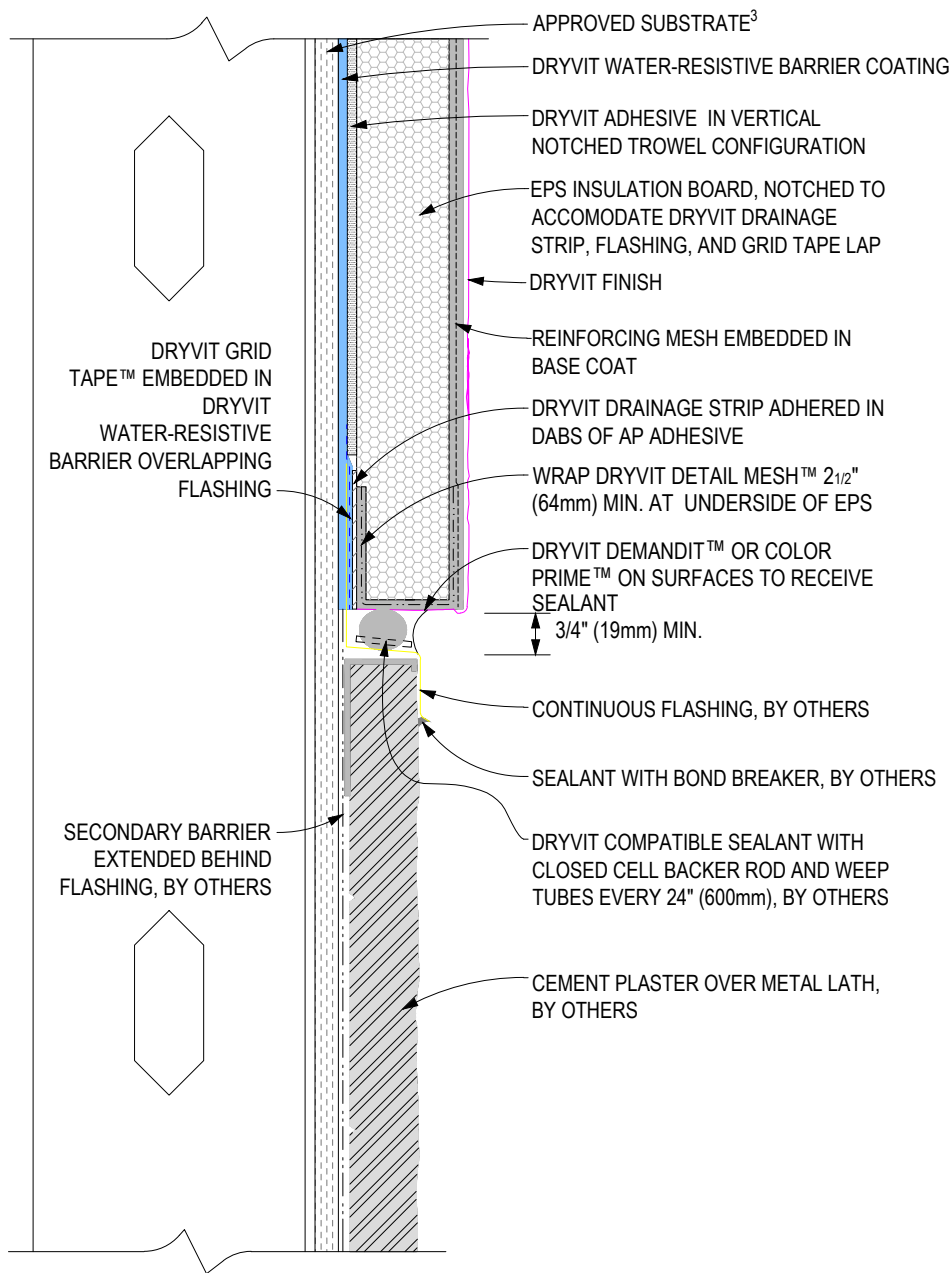 APPROVED SUBSTRATE³
DRYVIT WATER-RESISTIVE BARRIER COATING
DRYVIT ADHESIVE IN VERTICAL
NOTCHED TROWEL CONFIGURATION
EPS INSULATION BOARD, NOTCHED TO
ACCOMODATE DRYVIT DRAINAGE
STRIP, FLASHING, AND GRID TAPE LAP
DRYVIT FINISH
REINFORCING MESH EMBEDDED IN
BASE COAT
DRYVIT GRID
TAPE™ EMBEDDED IN
DRYVIT
WATER-RESISTIVE
BARRIER OVERLAPPING
FLASHING
DRYVIT DRAINAGE STRIP ADHERED IN
DABS OF AP ADHESIVE
WRAP DRYVIT DETAIL MESH™ 2 1/2"
(64mm) MIN. AT UNDERSIDE OF EPS
DRYVIT DEMANDIT™ OR COLOR
PRIME™ ON SURFACES TO RECEIVE
SEALANT
3/4" (19mm) MIN.
CONTINUOUS FLASHING, BY OTHERS
SEALANT WITH BOND BREAKER, BY OTHERS
SECONDARY BARRIER
EXTENDED BEHIND
FLASHING, BY OTHERS
DRYVIT COMPATIBLE SEALANT WITH
CLOSED CELL BACKER ROD AND WEEP
TUBES EVERY 24" (600mm), BY OTHERS
CEMENT PLASTER OVER METAL LATH,
BY OTHERS